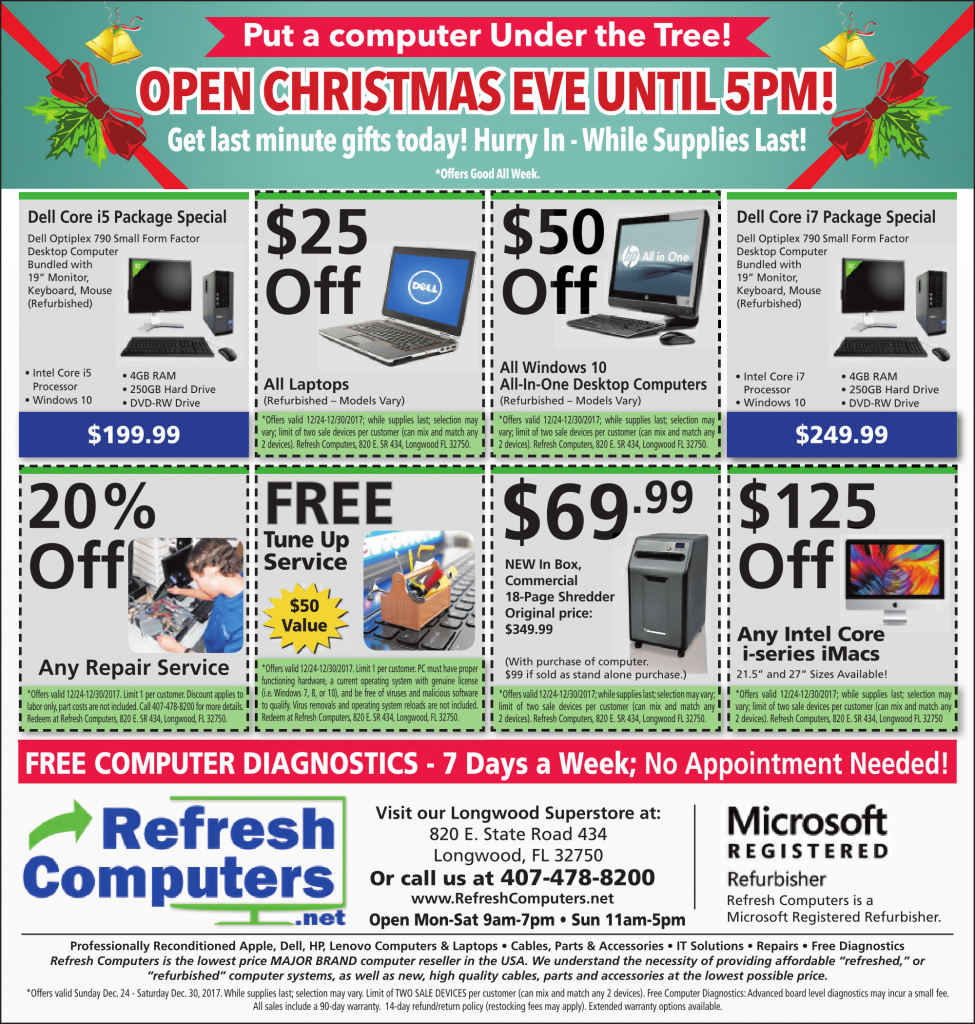 Put a computer Under the Tree!
OPEN CHRISTMAS EVE UNTIL 5PM!
Get last minute gifts today! Hurry In - While Supplies Last!
*Offers Good All Week.
Dell Core i5 Package Special
Dell Optiplex 790 Small Form Factor
Desktop Computer
Bundled with
19” Monitor,
Keyboard, Mouse
(Refurbished)
• Intel Core i5
Processor
• Windows 10
• 4GB RAM
• 250GB Hard Drive
• DVD-RW Drive
$199.99
$25
Off
DELL
All Laptops
(Refurbished – Models Vary)
*Offers valid 12/24-12/30/2017; while supplies last; selection may
vary; limit of two sale devices per customer (can mix and match any
2 devices). Refresh Computers, 820 E. SR 434, Longwood FL 32750.
$50
Off
hp All in One
All Windows 10
All-In-One Desktop Computers
(Refurbished – Models Vary)
*Offers valid 12/24-12/30/2017; while supplies last; selection may
vary; limit of two sale devices per customer (can mix and match any
2 devices). Refresh Computers, 820 E. SR 434, Longwood FL 32750.
Dell Core i7 Package Special
Dell Optiplex 790 Small Form Factor
Desktop Computer
Bundled with
19” Monitor,
Keyboard, Mouse
(Refurbished)
• Intel Core i7
Processor
• Windows 10
• 4GB RAM
• 250GB Hard Drive
• DVD-RW Drive
$249.99
20%
Off
Any Repair Service
*Offers valid 12/24-12/30/2017. Limit 1 per customer. Discount applies to
labor only, part costs are not included. Call 407-478-8200 for more details.
Redeem at Refresh Computers, 820 E. SR 434, Longwood, FL 32750.
FREE
Tune Up
Service
$50
Value
*Offers valid 12/24-12/30/2017. Limit 1 per customer. PC must have proper
functioning hardware, a current operating system with genuine license
(i.e. Windows 7, 8, or 10), and be free of viruses and malicious software
to qualify. Virus removals and operating system reloads are not included.
Redeem at Refresh Computers, 820 E. SR 434, Longwood, FL 32750.
$69.99
NEW In Box,
Commercial
18-Page Shredder
Original price:
$349.99
(With purchase of computer.
$99 if sold as stand alone purchase.)
*Offers valid 12/24-12/30/2017; while supplies last; selection may vary;
limit of two sale devices per customer (can mix and match any
2 devices). Refresh Computers, 820 E. SR 434, Longwood, FL 32750.
$125
Off
Any Intel Core
i-series iMacs
21.5” and 27” Sizes Available!
*Offers valid 12/24-12/30/2017; while supplies last; selection may
vary; limit of two sale devices per customer (can mix and match any
2 devices). Refresh Computers, 820 E. SR 434, Longwood, FL 32750
FREE COMPUTER DIAGNOSTICS - 7 Days a Week; No Appointment Needed!
Refresh
Computers
.net
Visit our Longwood Superstore at:
820 E. State Road 434
Longwood, FL 32750
Or call us at 407-478-8200
www.RefreshComputers.net
Open Mon-Sat 9am-7pm • Sun 11am-5pm
Microsoft
REGISTERED
Refurbisher
Refresh Computers is a
Microsoft Registered Refurbisher.
Professionally Reconditioned Apple, Dell, HP, Lenovo Computers & Laptops • Cables, Parts & Accessories • IT Solutions • Repairs • Free Diagnostics
Refresh Computers is the lowest price MAJOR BRAND computer reseller in the USA. We understand the necessity of providing affordable “refreshed,” or
“refurbished” computer systems, as well as new, high quality cables, parts and accessories at the lowest possible price.
*Offers valid Sunday Dec. 24 - Saturday Dec. 30, 2017. While supplies last; selection may vary. Limit of TWO SALE DEVICES per customer (can mix and match any 2 devices). Free Computer Diagnostics: Advanced board level diagnostics may incur a small fee.
All sales include a 90-day warranty. 14-day refund/return policy (restocking fees may apply). Extended warranty options available.